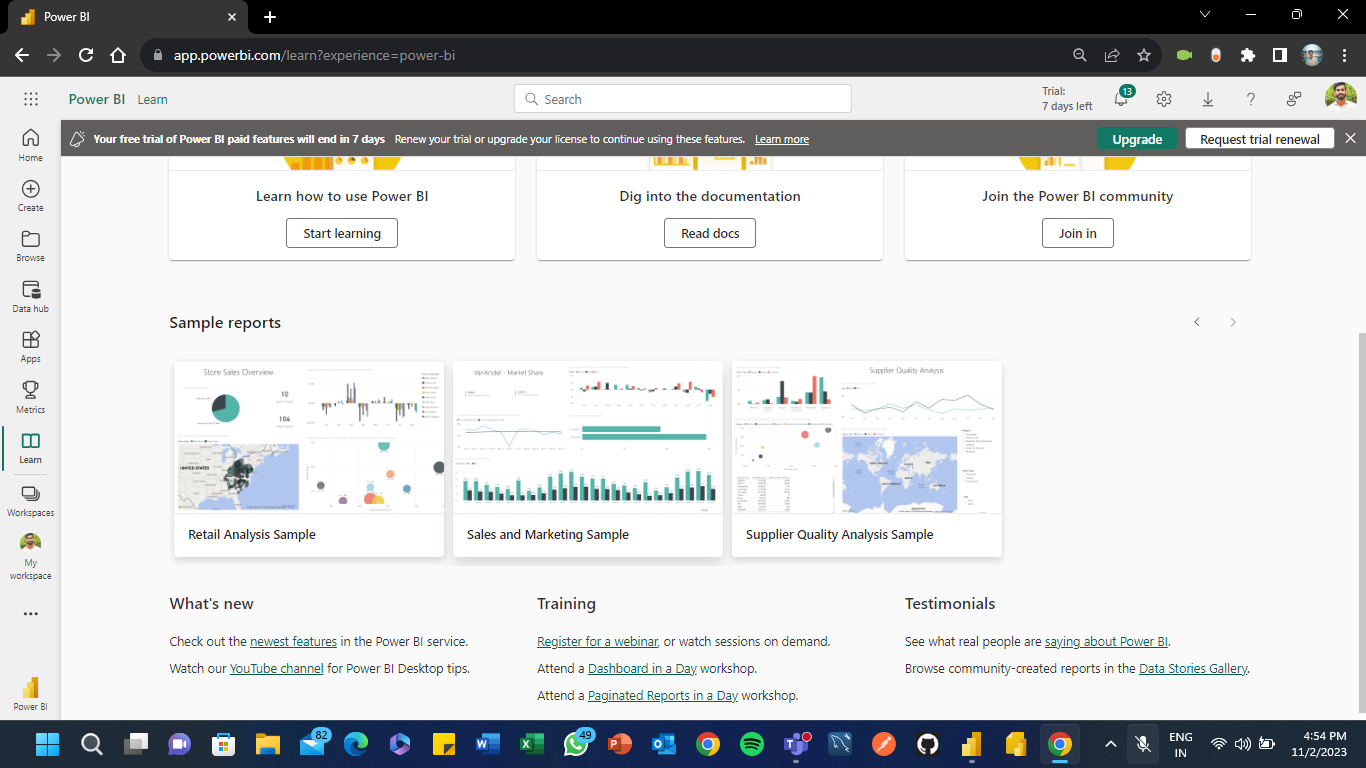 Power BI
app.powerbi.com/learn?experience=power-bi
Power BI Learn
Search
Trial:
7 days left
13
Your free trial of Power BI paid features will end in 7 days Renew your trial or upgrade your license to continue using these features. Learn more
Upgrade
Request trial renewal
Home
Create
Browse
Data hub
Apps
Metrics
Learn
Workspaces
My
workspace
Power BI
Learn how to use Power BI
Start learning
Dig into the documentation
Read docs
Join the Power BI community
Join in
Sample reports
Store Sales Overview
10
104
UNITED STATES
Retail Analysis Sample
VanArsdel - Market Share
Sales and Marketing Sample
Supplier Quality Analysis
Supplier Quality Analysis Sample
What's new
Check out the newest features in the Power BI service.
Watch our YouTube channel for Power BI Desktop tips.
Training
Register for a webinar, or watch sessions on demand.
Attend a Dashboard in a Day workshop.
Attend a Paginated Reports in a Day workshop.
Testimonials
See what real people are saying about Power BI.
Browse community-created reports in the Data Stories Gallery.
82
49
ENG
IN
4:54 PM
11/2/2023